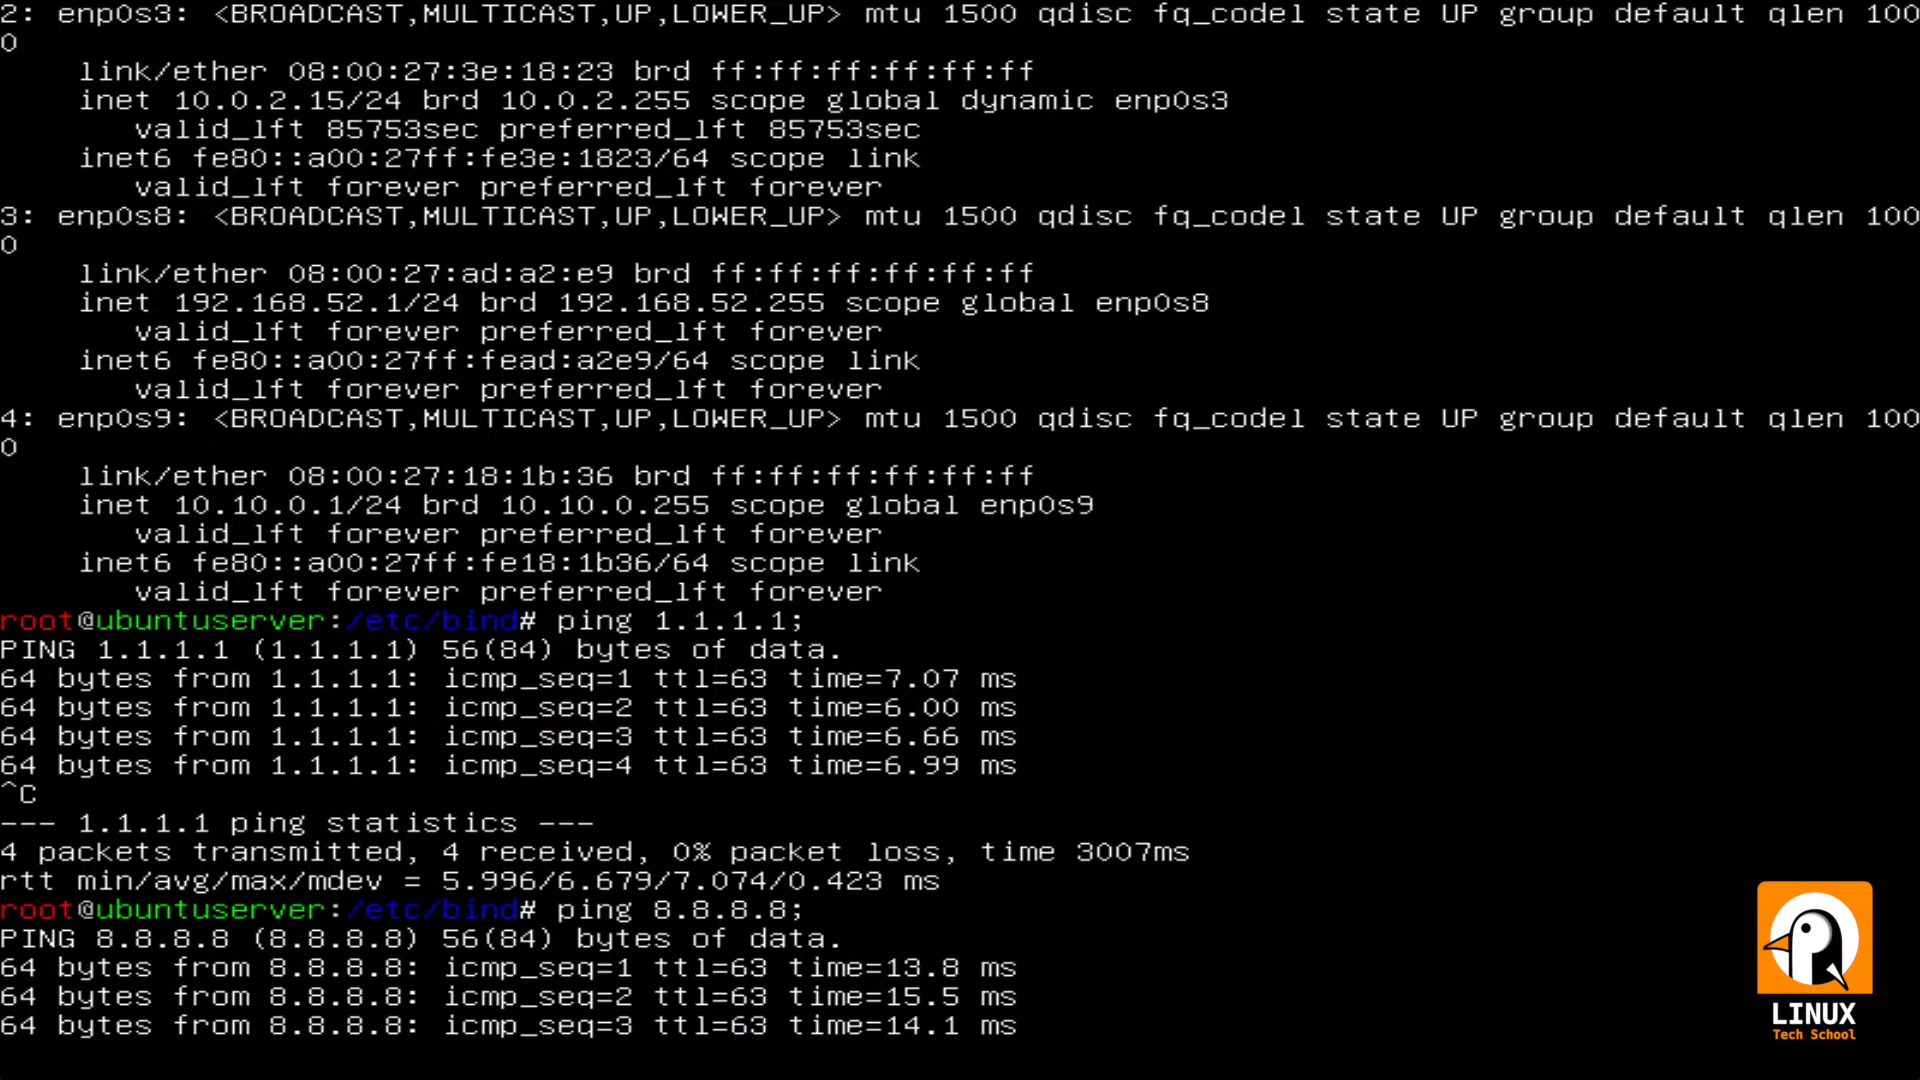 2: enp0s3: <BROADCAST,MULTICAST,UP,LOWER_UP> mtu 1500 qdisc fq_codel state UP group default qlen 100
0
link/ether 08:00:27:3e:18:23 brd ff:ff:ff:ff:ff:ff
inet 10.0.2.15/24 brd 10.0.2.255 scope global dynamic enp0s3
valid_lft 85753sec preferred_lft 85753sec
inet6 fe80::a00:27ff:fe3e:1823/64 scope link
valid_lft forever preferred_lft forever
3: enp0s8: <BROADCAST,MULTICAST,UP,LOWER_UP> mtu 1500 qdisc fq_codel state UP group default qlen 100
0
link/ether 08:00:27:ad:a2:e9 brd ff:ff:ff:ff:ff:ff
inet 192.168.52.1/24 brd 192.168.52.255 scope global enp0s8
valid_lft forever preferred_lft forever
inet6 fe80::a00:27ff:fead:a2e9/64 scope link
valid_lft forever preferred_lft forever
4: enp0s9: <BROADCAST,MULTICAST,UP,LOWER_UP> mtu 1500 qdisc fq_codel state UP group default qlen 100
0
link/ether 08:00:27:18:1b:36 brd ff:ff:ff:ff:ff:ff
inet 10.10.0.1/24 brd 10.10.0.255 scope global enp0s9
valid_lft forever preferred_lft forever
inet6 fe80::a00:27ff:fe18:1b36/64 scope link
valid_lft forever preferred_lft forever
root@ubuntuserver:/etc/bind# ping 1.1.1.1;
PING 1.1.1.1 (1.1.1.1) 56(84) bytes of data.
64 bytes from 1.1.1.1: icmp_seq=1 ttl=63 time=7.07 ms
64 bytes from 1.1.1.1: icmp_seq=2 ttl=63 time=6.00 ms
64 bytes from 1.1.1.1: icmp_seq=3 ttl=63 time=6.66 ms
64 bytes from 1.1.1.1: icmp_seq=4 ttl=63 time=6.99 ms
^C
--- 1.1.1.1 ping statistics ---
4 packets transmitted, 4 received, 0% packet loss, time 3007ms
rtt min/avg/max/mdev = 5.996/6.679/7.074/0.423 ms
root@ubuntuserver:/etc/bind# ping 8.8.8.8;
PING 8.8.8.8 (8.8.8.8) 56(84) bytes of data.
64 bytes from 8.8.8.8: icmp_seq=1 ttl=63 time=13.8 ms
64 bytes from 8.8.8.8: icmp_seq=2 ttl=63 time=15.5 ms
64 bytes from 8.8.8.8: icmp_seq=3 ttl=63 time=14.1 ms
LINUX
Tech School